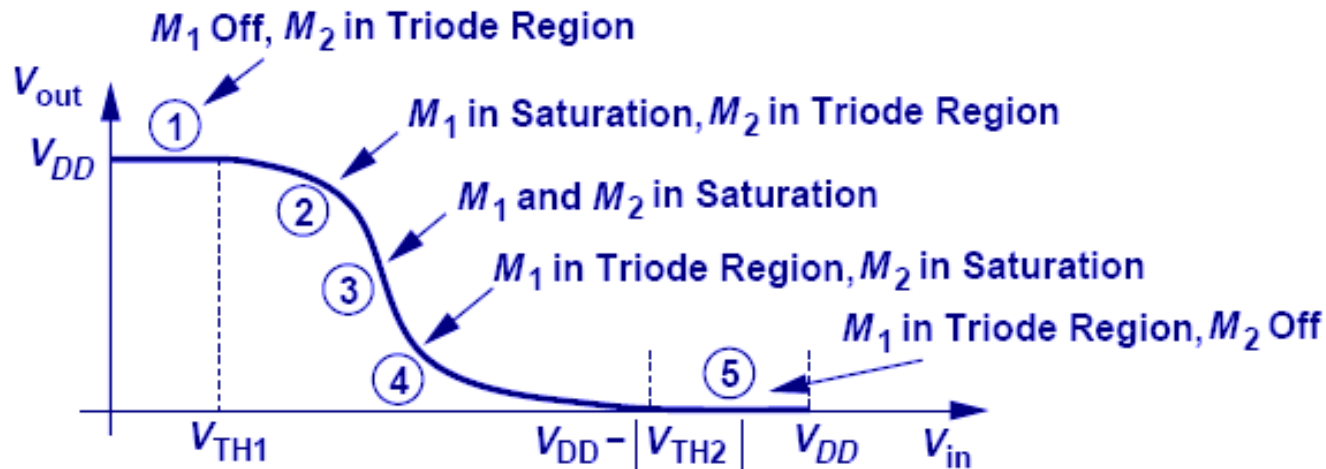 M1 Off, M2 in Triode Region
Vout
1
M1 in Saturation, M2 in Triode Region
VDD
2
M1 and M2 in Saturation
3
M1 in Triode Region, M2 in Saturation
M1 in Triode Region, M2 Off
4
5
VTH1
VDD – |VTH2|
VDD
Vin